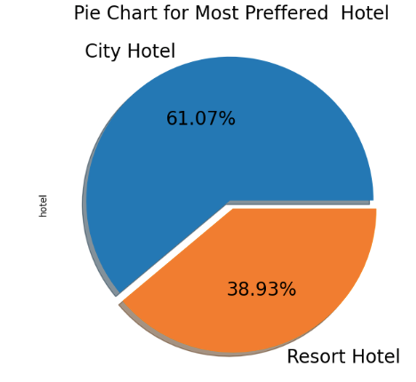 Pie Chart for Most Preffered  Hotel
City Hotel
61.07%
hotel
38.93%
Resort Hotel